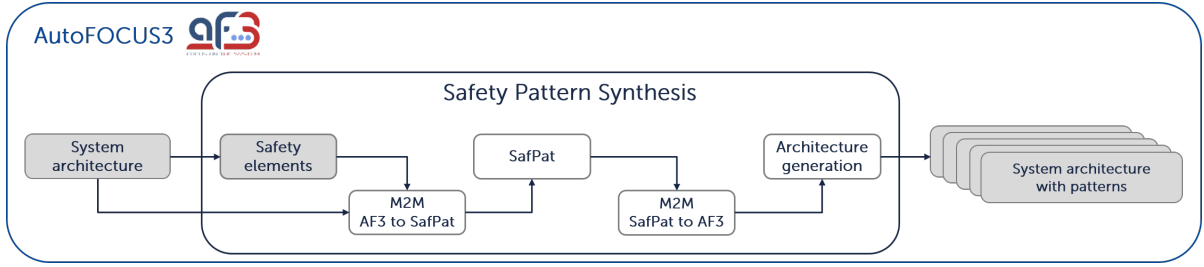 AutoFOCUS3
af3
Safety Pattern Synthesis
System
architecture
Safety
elements
SafPat
Architecture
generation
System architecture
with patterns
M2M
AF3 to SafPat
M2M
SafPat to AF3